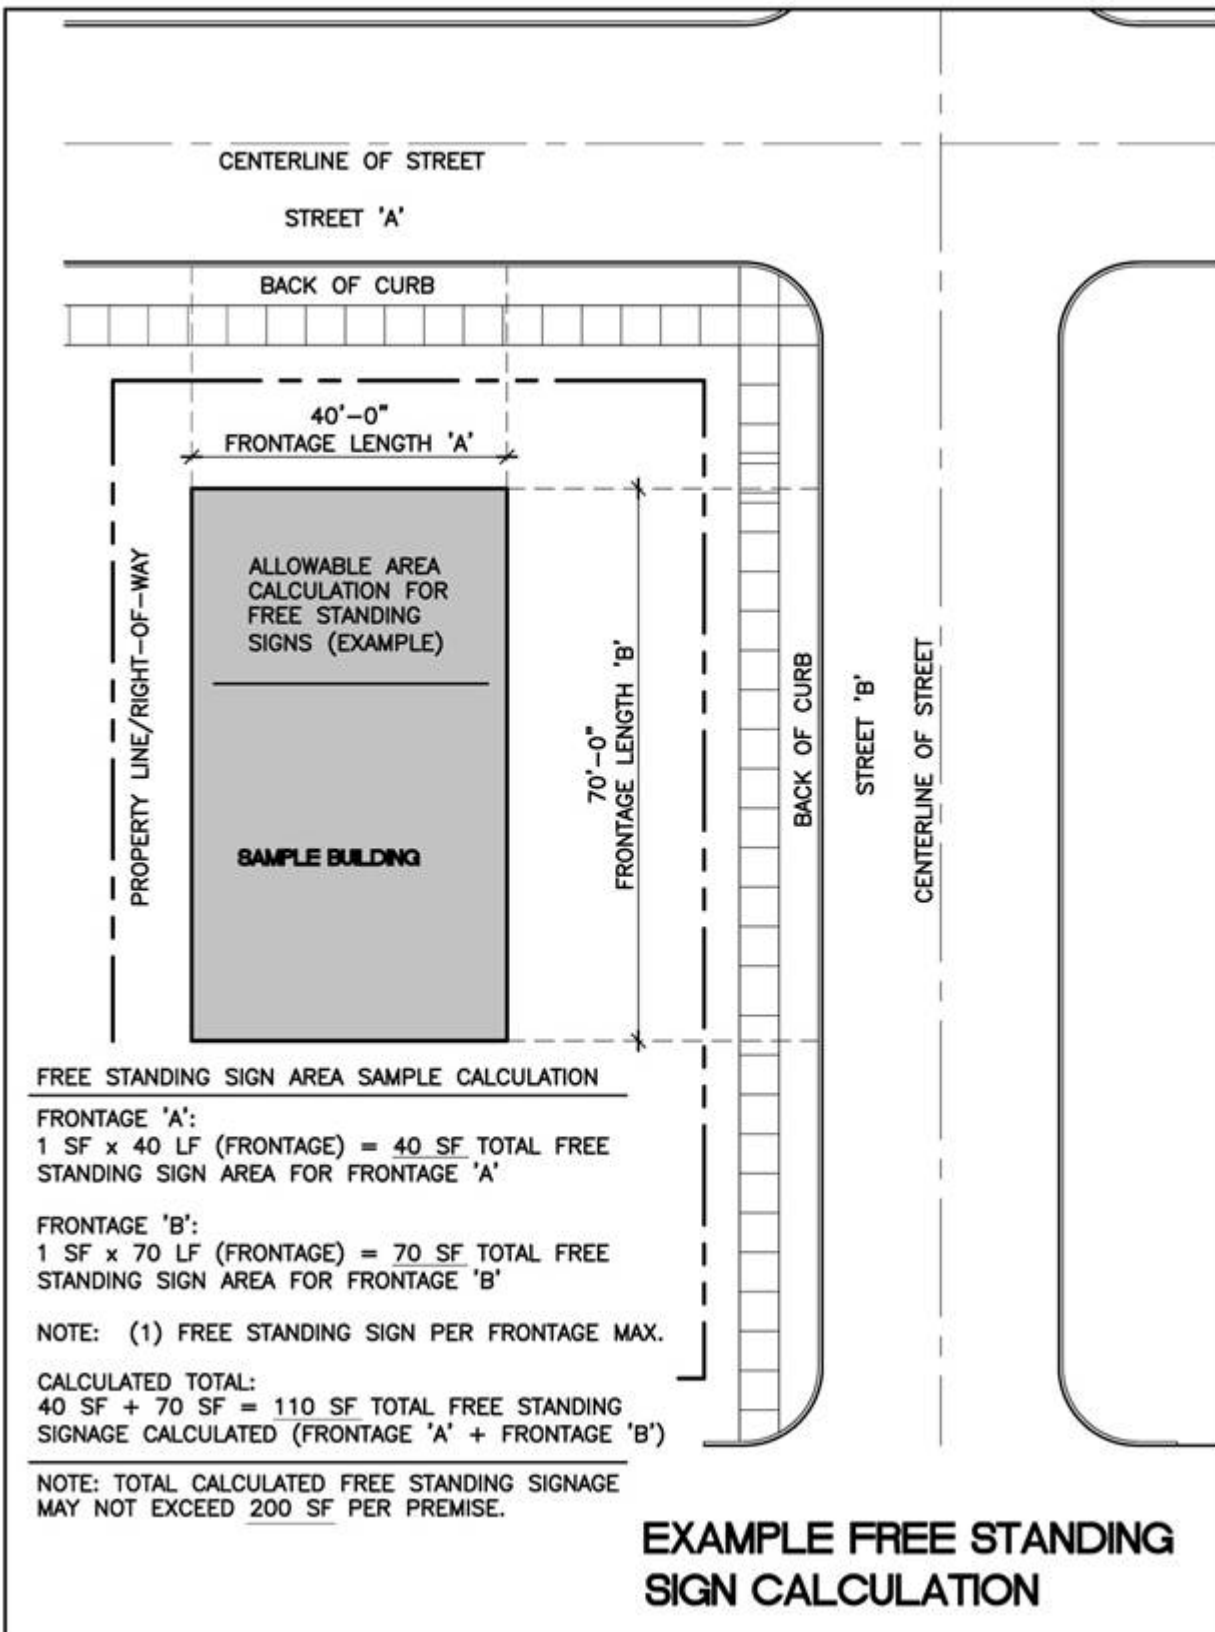 CENTERLINE OF STREET
STREET 'A'
BACK OF CURB
40'-0"
FRONTAGE LENGTH 'A'
ALLOWABLE AREA
CALCULATION FOR
FREE STANDING
SIGNS (EXAMPLE)
SAMPLE BUILDING
PROPERTY LINE/RIGHT-OF-WAY
70'-0"
FRONTAGE LENGTH 'B'
BACK OF CURB
STREET 'B'
CENTERLINE OF STREET
FREE STANDING SIGN AREA SAMPLE CALCULATION
FRONTAGE 'A':
1 SF x 40 LF (FRONTAGE) = 40 SF TOTAL FREE
STANDING SIGN AREA FOR FRONTAGE 'A'
FRONTAGE 'B':
1 SF x 70 LF (FRONTAGE) = 70 SF TOTAL FREE
STANDING SIGN AREA FOR FRONTAGE 'B'
NOTE: (1) FREE STANDING SIGN PER FRONTAGE MAX.
CALCULATED TOTAL:
40 SF + 70 SF = 110 SF TOTAL FREE STANDING
SIGNAGE CALCULATED (FRONTAGE 'A' + FRONTAGE 'B')
NOTE: TOTAL CALCULATED FREE STANDING SIGNAGE
MAY NOT EXCEED 200 SF PER PREMISE.
EXAMPLE FREE STANDING
SIGN CALCULATION